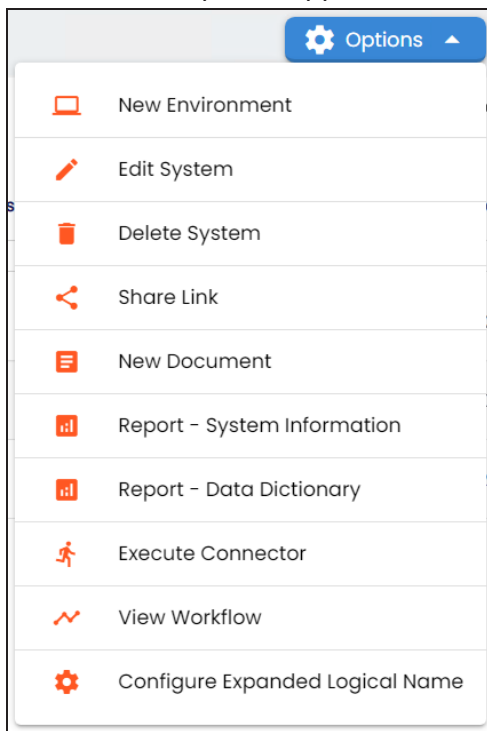 Options
New Environment
Edit System
Delete System
Share Link
New Document
Report - System Information
Report - Data Dictionary
Execute Connector
View Workflow
Configure Expanded Logical Name